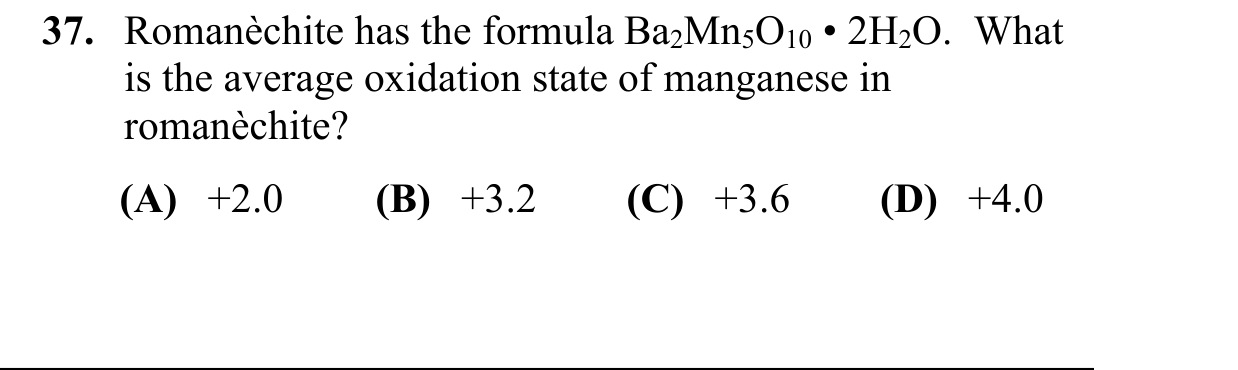 37. Romanèchite has the formula Ba₂Mn₅O₁₀ • 2H₂O. What
is the average oxidation state of manganese in
romanèchite?
(A) +2.0 (B) +3.2 (C) +3.6 (D) +4.0